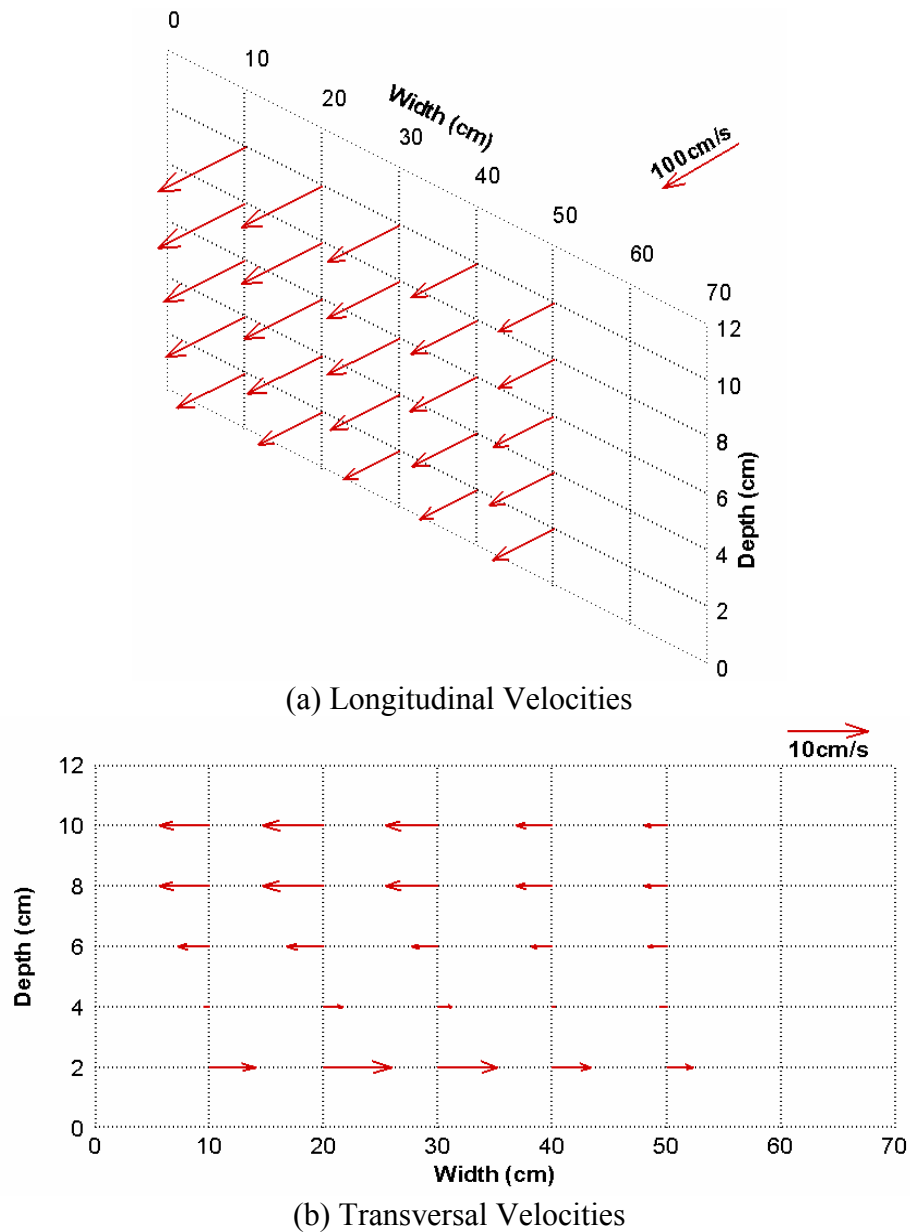 0
10
20
Width (cm)
30
40
50
60
70
100cm/s
12
10
8
6
4
2
0
Depth (cm)
(a) Longitudinal Velocities
10cm/s
12
10
8
6
4
2
0
Depth (cm)
0 10 20 30 40 50 60 70
Width (cm)
(b) Transversal Velocities